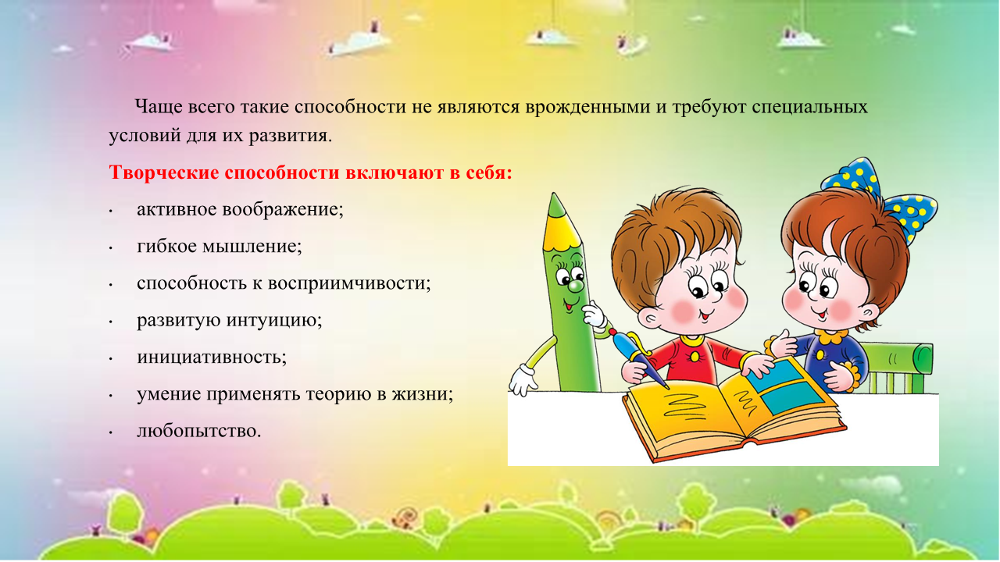 Чаще всего такие способности не являются врожденными и требуют специальных
условий для их развития.
Творческие способности включают в себя:
• активное воображение;
• гибкое мышление;
• способность к восприимчивости;
• развитую интуицию;
• инициативность;
• умение применять теорию в жизни;
• любопытство.